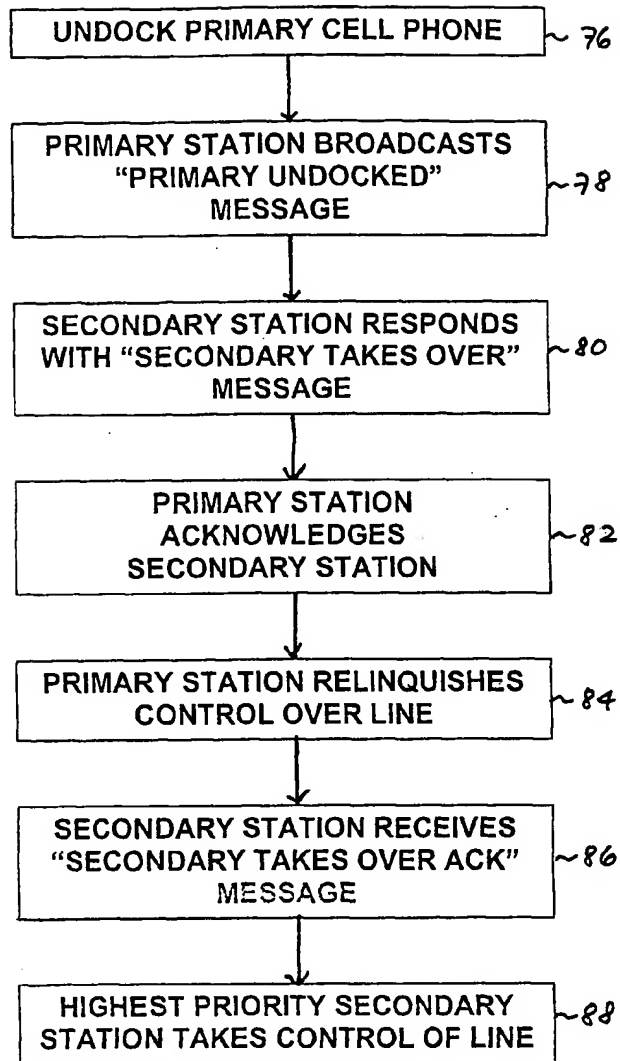 UNDOCK PRIMARY CELL PHONE ~ 76
PRIMARY STATION BROADCASTS
"PRIMARY UNDOCKED"
MESSAGE
~78
SECONDARY STATION RESPONDS
WITH "SECONDARY TAKES OVER"
MESSAGE
~80
PRIMARY STATION
ACKNOWLEDGES
SECONDARY STATION
~82
PRIMARY STATION RELINQUISHES
CONTROL OVER LINE
~84
SECONDARY STATION RECEIVES
"SECONDARY TAKES OVER ACK"
MESSAGE
~86
HIGHEST PRIORITY SECONDARY
STATION TAKES CONTROL OF LINE
~88